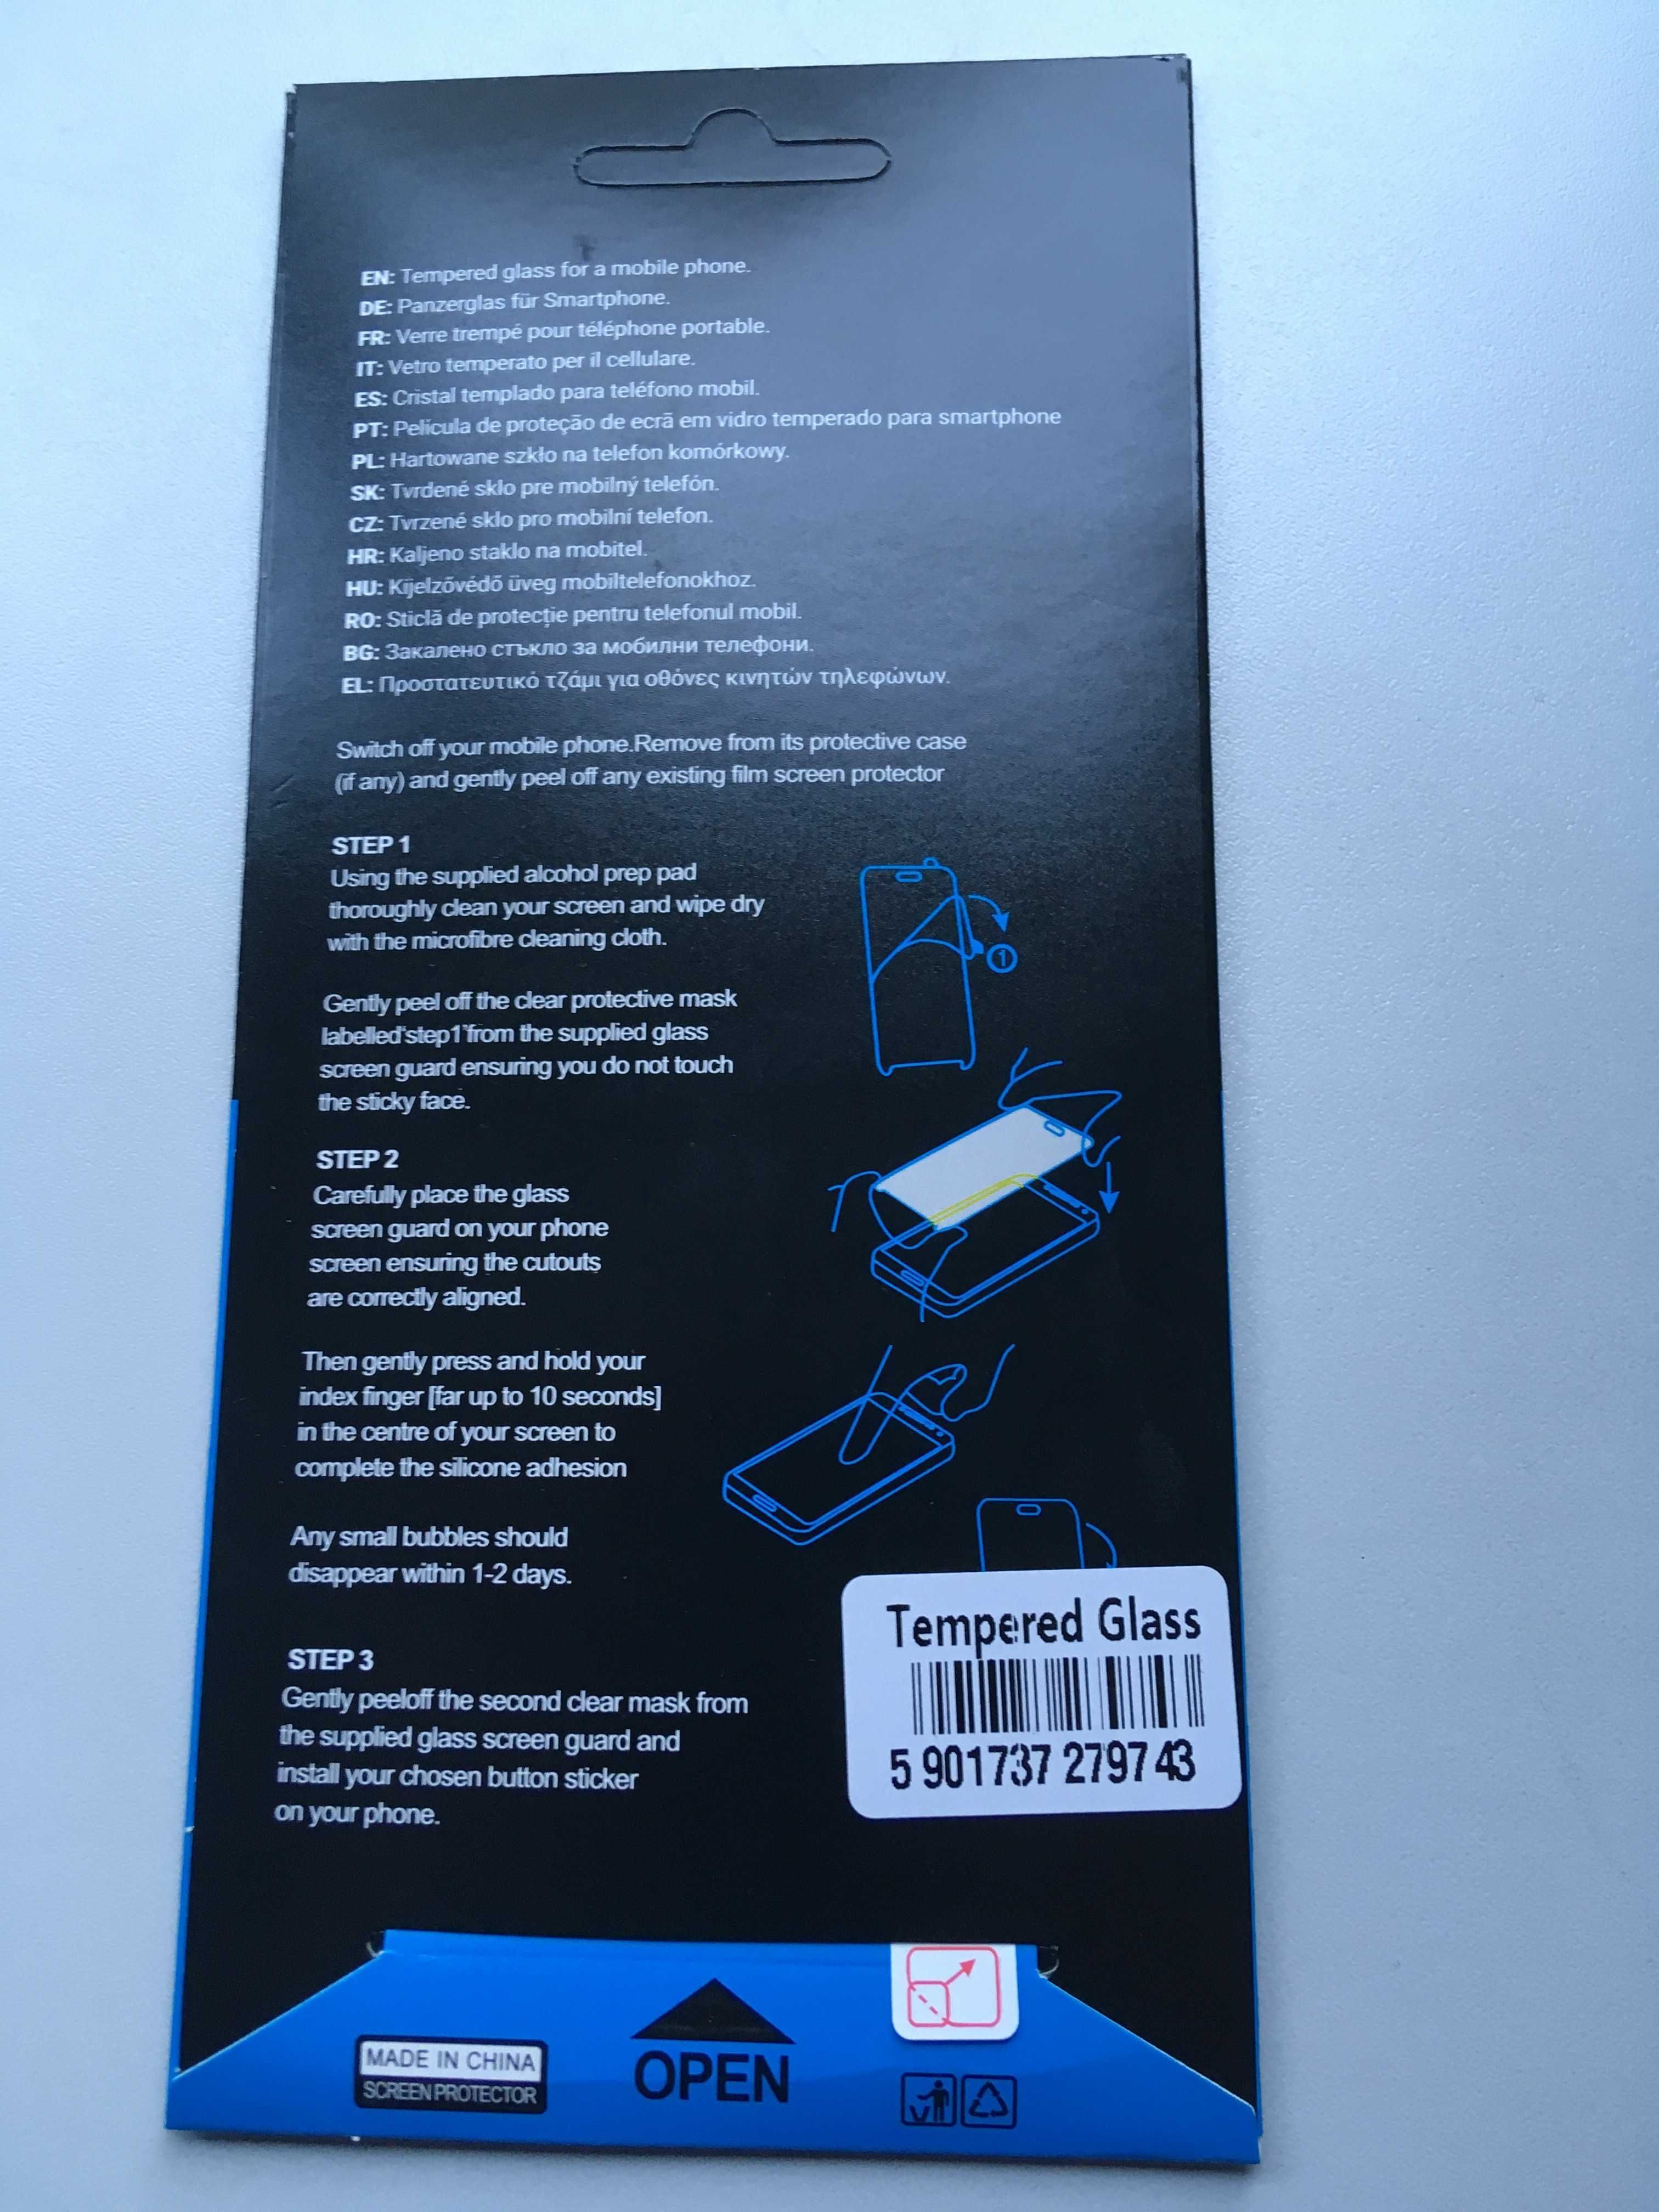 EN: Tempered glass for a mobile phone.
DE: Panzerglas für Smartphone.
FR: Verre trempé pour téléphone portable.
IT: Vetro temperato per il cellulare.
ES: Cristal templado para teléfono mobil.
PT: Pelicula de proteção de ecrã em vidro temperado para smartphone
PL: Hartowane szkło na telefon komórkowy.
SK: Tvrdené sklo pre mobilný telefón.
CZ: Tvrzené sklo pro mobilní telefon.
HR: Kaljeno staklo na mobitel.
HU: Kijelzővédő üveg mobiltelefonokhoz.
RO: Sticlă de protecție pentru telefonul mobil.
BG: Закалено стъкло за мобилни телефони.
EL: Προστατευτικό τζάμι για οθόνες κινητών τηλεφώνων.
Switch off your mobile phone.Remove from its protective case
(if any) and gently peel off any existing film screen protector
STEP 1
Using the supplied alcohol prep pad
thoroughly clean your screen and wipe dry
with the microfibre cleaning cloth.
1
Gently peel off the clear protective mask
labelled'step1'from the supplied glass
screen guard ensuring you do not touch
the sticky face.
STEP 2
Carefully place the glass
screen guard on your phone
screen ensuring the cutouts
are correctly aligned.
Then gently press and hold your
index finger [far up to 10 seconds]
in the centre of your screen to
complete the silicone adhesion
Any small bubbles should
disappear within 1-2 days.
STEP 3
Gently peeloff the second clear mask from
the supplied glass screen guard and
install your chosen button sticker
on your phone.
Tempered Glass
5 901737 279743
MADE IN CHINA
SCREEN PROTECTOR
OPEN